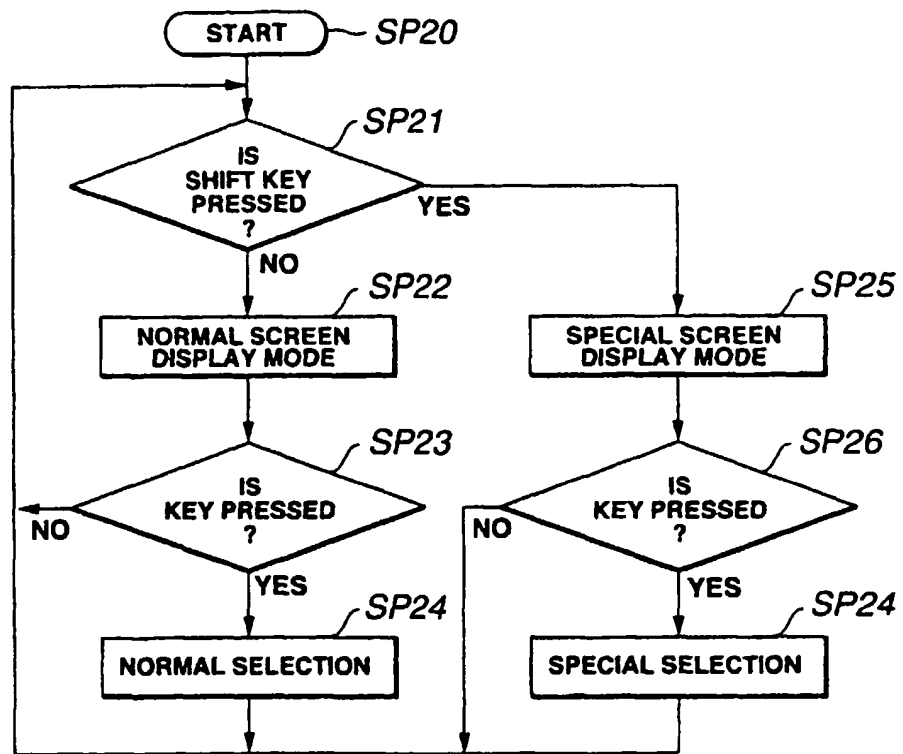 START
SP20
SP21
IS
SHIFT KEY
PRESSED
?
YES
NO
SP22
NORMAL SCREEN
DISPLAY MODE
SP25
SPECIAL SCREEN
DISPLAY MODE
SP23
IS
KEY PRESSED
?
NO
YES
SP26
IS
KEY PRESSED
?
NO
YES
SP24
NORMAL SELECTION
SP24
SPECIAL SELECTION